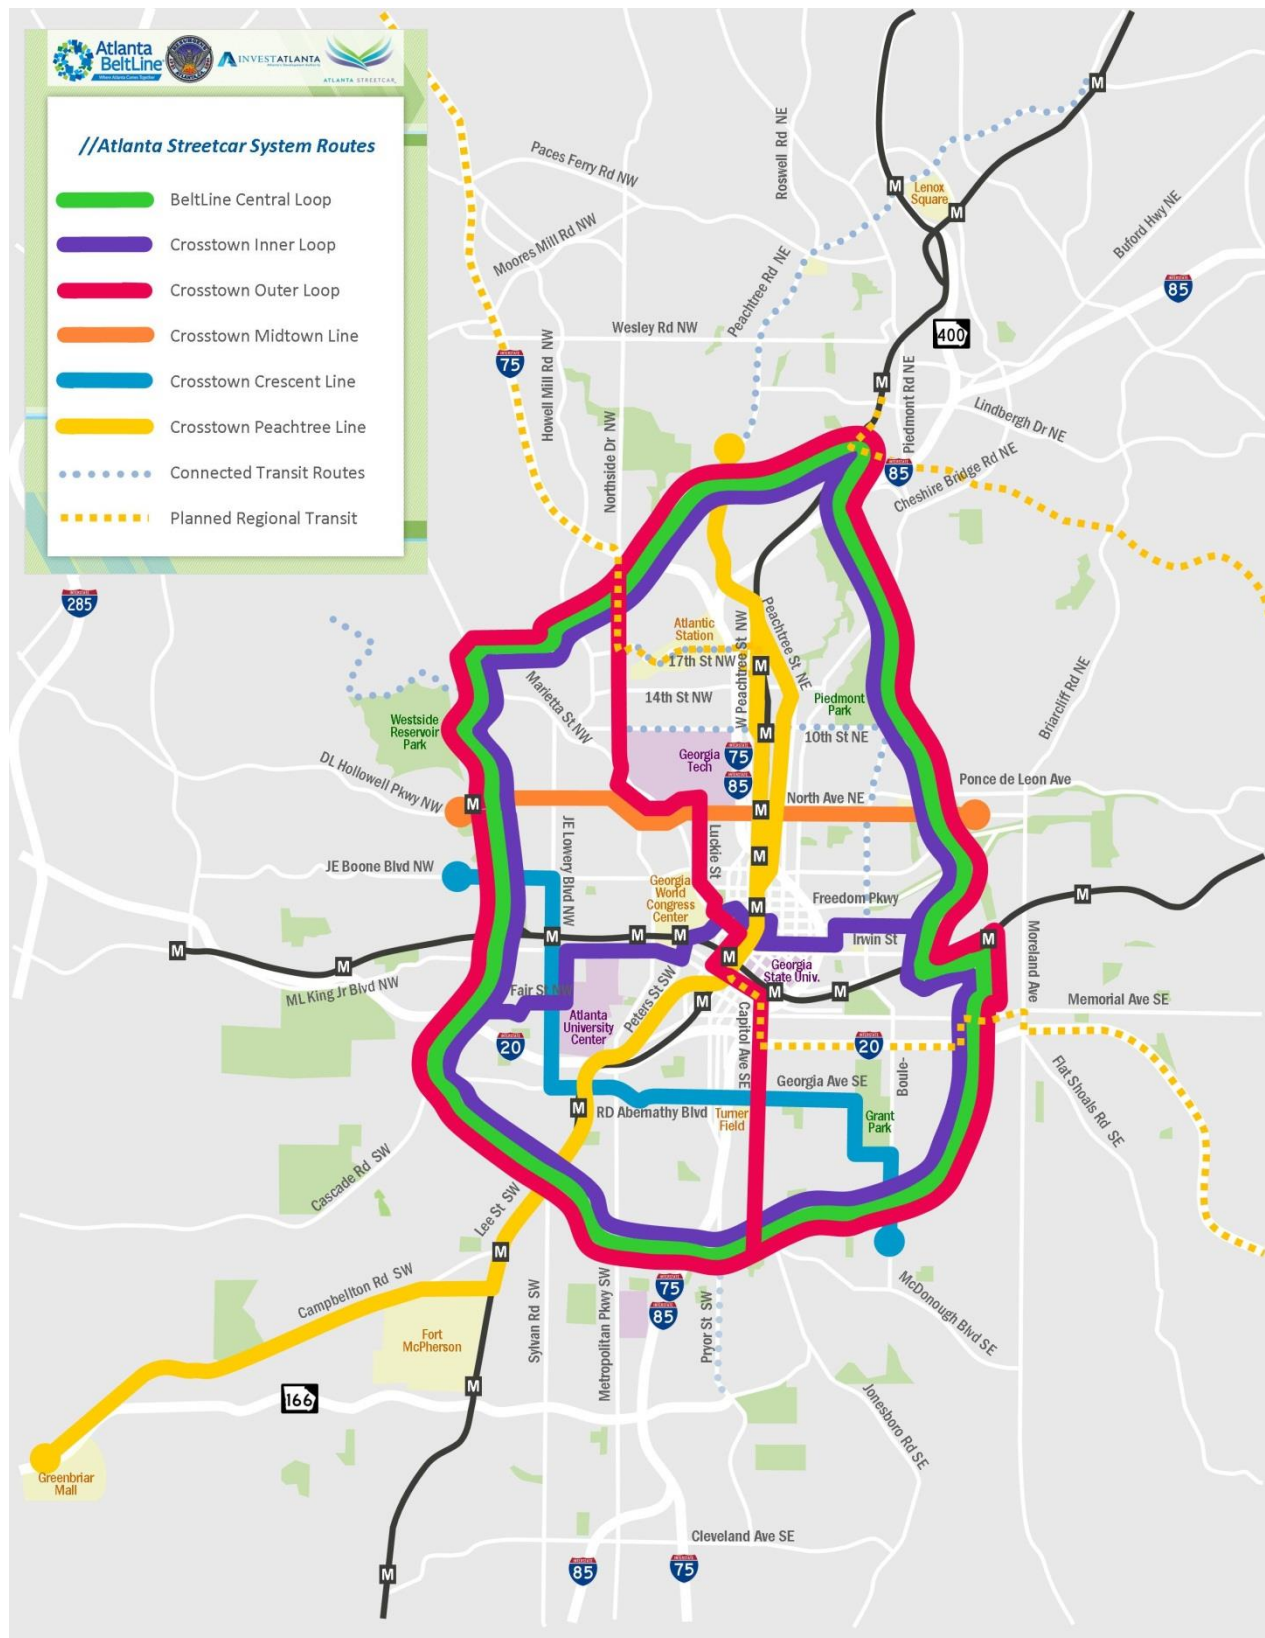 Atlanta
BeltLine
Where Atlanta Comes Together
INVEST ATLANTA
ATLANTA STREETCAR
//Atlanta Streetcar System Routes
BeltLine Central Loop
Crosstown Inner Loop
Crosstown Outer Loop
Crosstown Midtown Line
Crosstown Crescent Line
Crosstown Peachtree Line
Connected Transit Routes
Planned Regional Transit
M
Roswell Rd NE
Paces Ferry Rd NW
M
Lenox
Square
M
Moores Mill Rd NW
Buford Hwy NE
Peachtree Rd NE
85
Wesley Rd NW
400
75
Howell Mill Rd NW
M
Piedmont Rd NE
Lindbergh Dr NE
Northside Dr NW
85
Cheshire Bridge Rd NE
285
Atlantic
Station
17th St NW
W Peachtree St NW
Peachtree St NE
M
Marietta St NW
14th St NW
Piedmont
Park
Briarcliff Rd NE
Westside
Reservoir
Park
M
10th St NE
Georgia
Tech
75
85
DL Hollowell Pkwy NW
M
Ponce de Leon Ave
North Ave NE
M
JE Lowery Blvd NW
Luckie St
M
JE Boone Blvd NW
Georgia
World
Congress
Center
Freedom Pkwy
M
M
M
M
M
M
M
Irwin St
M
Moreland Ave
M
M
Georgia
State Univ.
ML King Jr Blvd NW
Fair St NW
Peters St SW
M
M
M
Memorial Ave SE
Atlanta
University
Center
Capitol Ave SE
20
20
Boule-
Flat Shoals Rd SE
Georgia Ave SE
M
RD Abernathy Blvd
Turner
Field
Grant
Park
Cascade Rd SW
Lee St SW
M
Campbellton Rd SW
Sylvan Rd SW
Metropolitan Pkwy SW
75
85
Pryor St SW
McDonough Blvd SE
Fort
McPherson
M
166
Jonesboro Rd SE
Greenbriar
Mall
Cleveland Ave SE
M
85
75